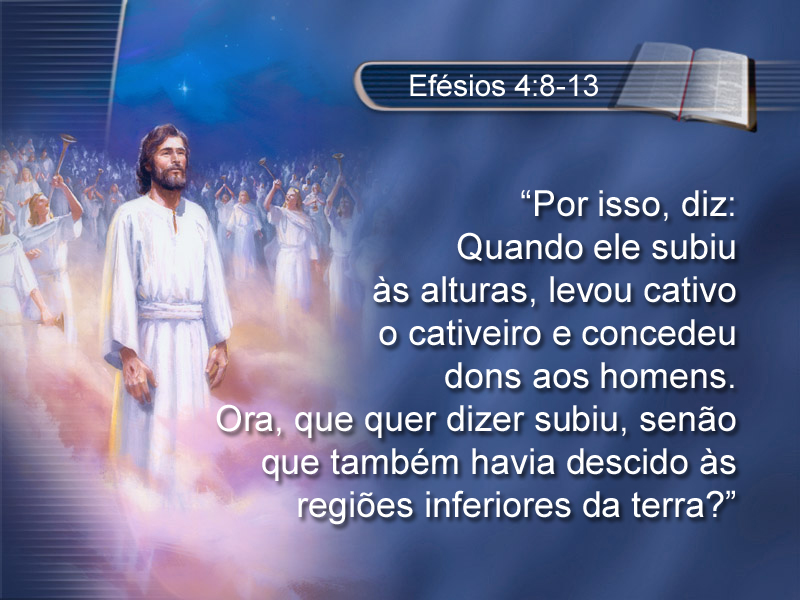 Efésios 4:8-13
“Por isso, diz:
Quando ele subiu
às alturas, levou cativo
o cativeiro e concedeu
dons aos homens.
Ora, que quer dizer subiu, senão
que também havia descido às
regiões inferiores da terra?”